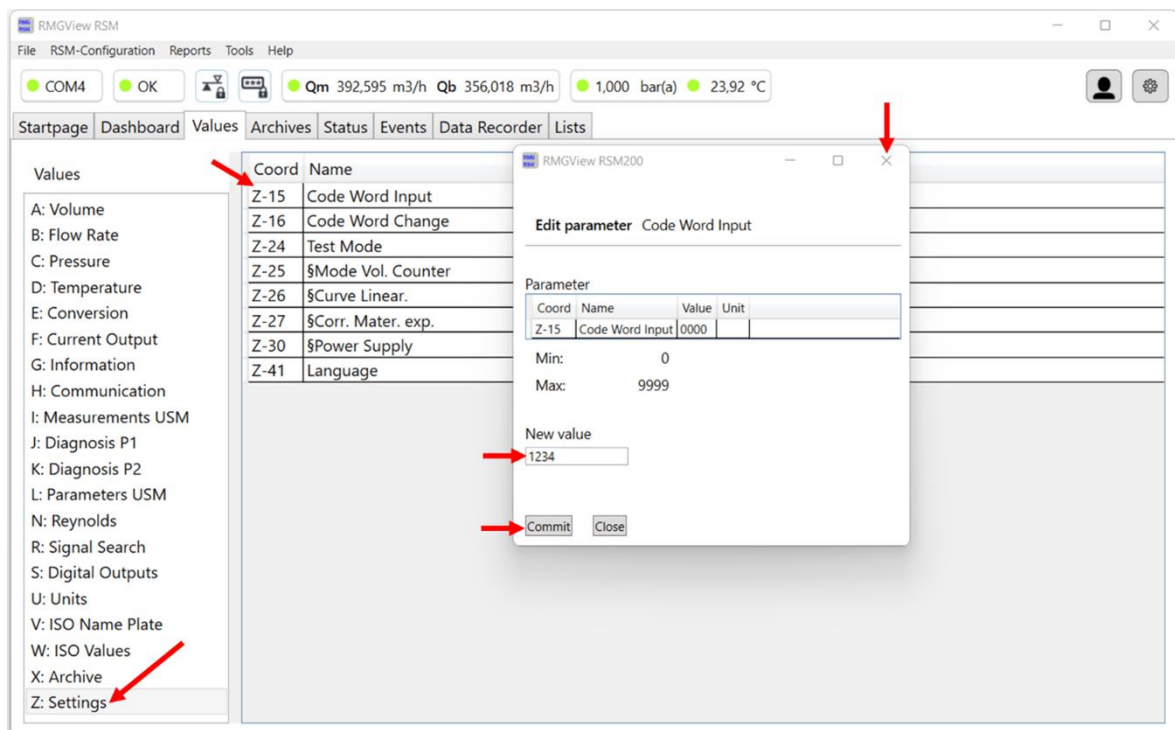 RMGView RSM
File RSM-Configuration Reports Tools Help
COM4 OK Qm 392,595 m3/h Qb 356,018 m3/h 1,000 bar(a) 23,92 °C
Startpage Dashboard Values Archives Status Events Data Recorder Lists
Values
A: Volume
B: Flow Rate
C: Pressure
D: Temperature
E: Conversion
F: Current Output
G: Information
H: Communication
I: Measurements USM
J: Diagnosis P1
K: Diagnosis P2
L: Parameters USM
N: Reynolds
R: Signal Search
S: Digital Outputs
U: Units
V: ISO Name Plate
W: ISO Values
X: Archive
Z: Settings
Coord Name
Z-15 Code Word Input
Z-16 Code Word Change
Z-24 Test Mode
Z-25 §Mode Vol. Counter
Z-26 §Curve Linear.
Z-27 §Corr. Mater. exp.
Z-30 §Power Supply
Z-41 Language
RMGView RSM200
Edit parameter Code Word Input
Parameter
Coord Name Value Unit
Z-15 Code Word Input 0000
Min: 0
Max: 9999
New value
1234
Commit Close